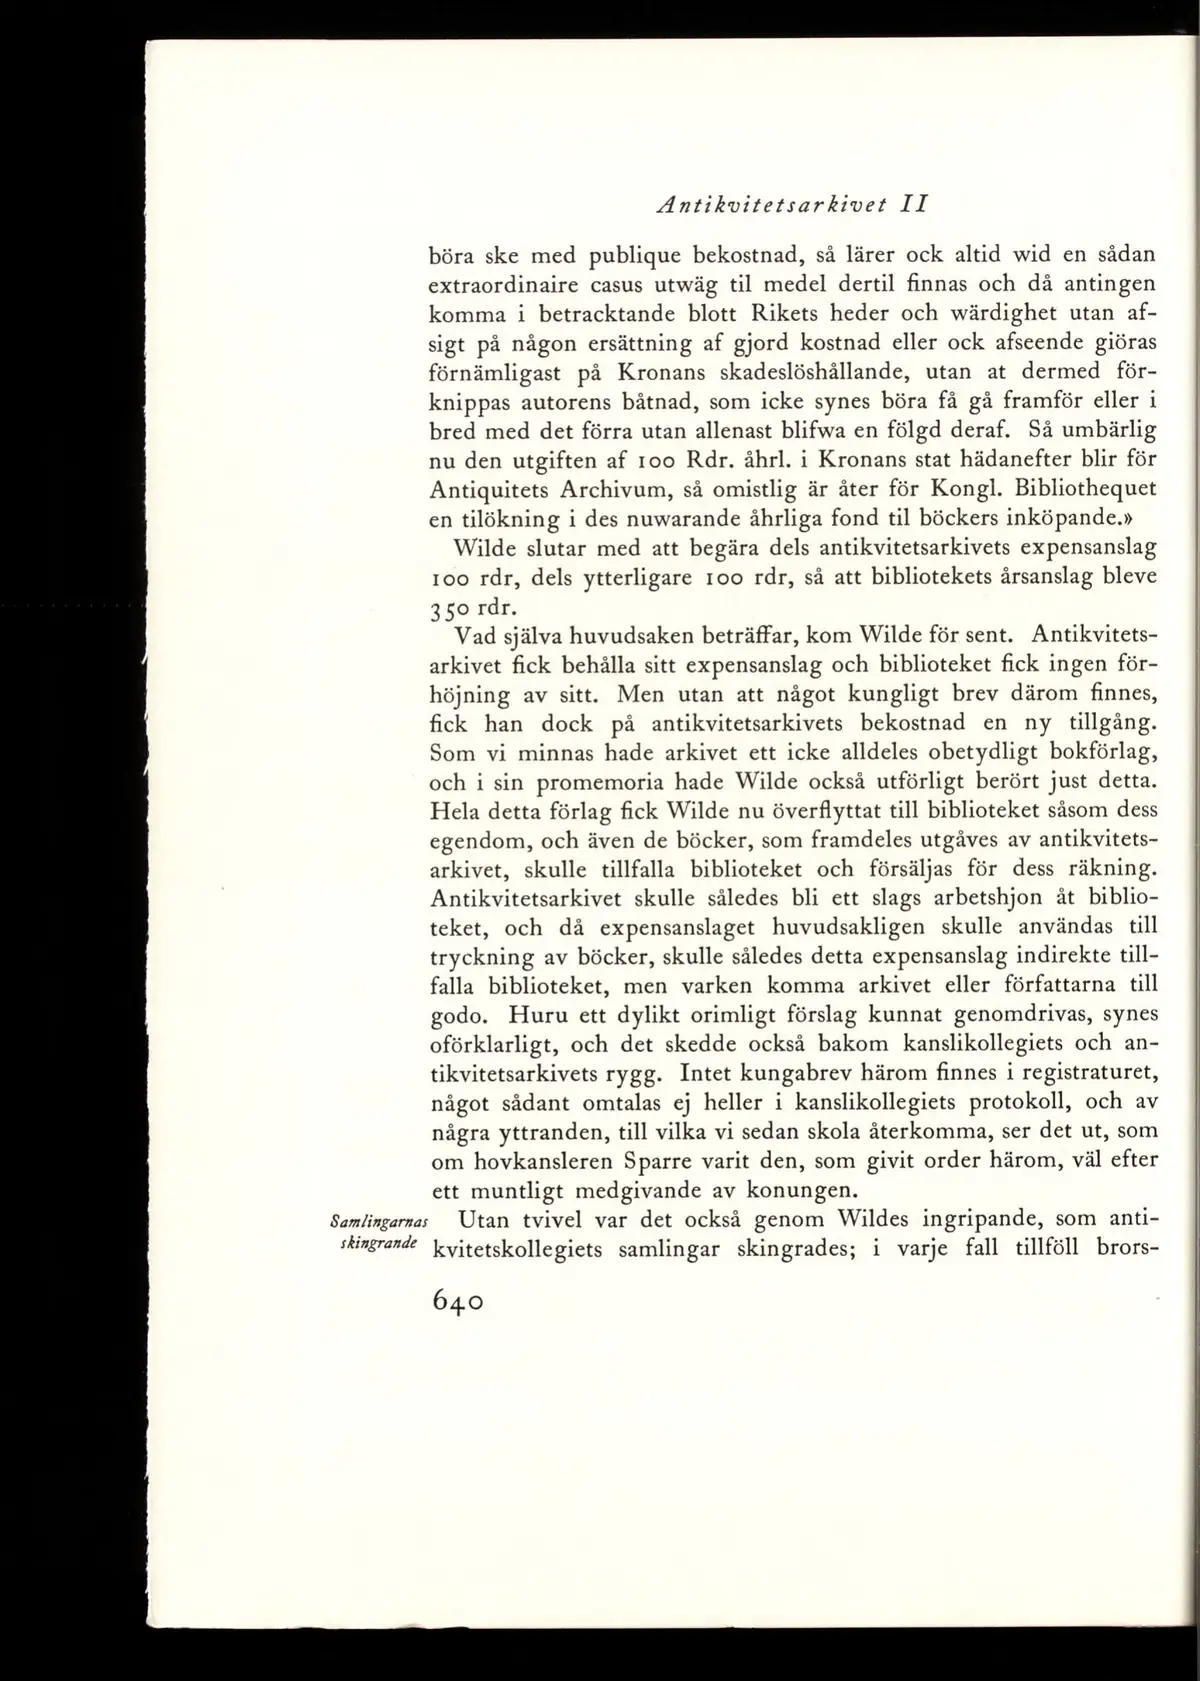 Antikvitetsarkivet II
böra ske med publique bekostnad, så lärer ock altid wid en sådan
extraordinaire casus utwäg til medel dertil finnas och då antingen
komma i betracktande blott Rikets heder och wärdighet utan af-
sigt på någon ersättning af gjord kostnad eller ock afseende giöras
förnämligast på Kronans skadeslöshållande, utan at dermed för-
knippas autorens båtnad, som icke synes böra få gå framför eller i
bred med det förra utan allenast blifwa en fölgd deraf. Så umbärlig
nu den utgiften af 100 Rdr. åhrl. i Kronans stat hädanefter blir för
Antiquitets Archivum, så omistlig är åter för Kongl. Bibliothequet
en tilökning i des nuwarande åhrliga fond til böckers inköpande.»
Wilde slutar med att begära dels antikvitetsarkivets expensanslag
100 rdr, dels ytterligare 100 rdr, så att bibliotekets årsanslag bleve
350 rdr.
Vad själva huvudsaken beträffar, kom Wilde för sent. Antikvitets-
arkivet fick behålla sitt expensanslag och biblioteket fick ingen för-
höjning av sitt. Men utan att något kungligt brev därom finnes,
fick han dock på antikvitetsarkivets bekostnad en ny tillgång.
Som vi minnas hade arkivet ett icke alldeles obetydligt bokförlag,
och i sin promemoria hade Wilde också utförligt berört just detta.
Hela detta förlag fick Wilde nu överflyttat till biblioteket såsom dess
egendom, och även de böcker, som framdeles utgåves av antikvitets-
arkivet, skulle tillfalla biblioteket och försäljas för dess räkning.
Antikvitetsarkivet skulle således bli ett slags arbetshjon åt biblio-
teket, och då expensanslaget huvudsakligen skulle användas till
tryckning av böcker, skulle således detta expensanslag indirekte till-
falla biblioteket, men varken komma arkivet eller författarna till
godo. Huru ett dylikt orimligt förslag kunnat genomdrivas, synes
oförklarligt, och det skedde också bakom kanslikollegiets och an-
tikvitetsarkivets rygg. Intet kungabrev härom finnes i registraturet,
något sådant omtalas ej heller i kanslikollegiets protokoll, och av
några yttranden, till vilka vi sedan skola återkomma, ser det ut, som
om hovkansleren Sparre varit den, som givit order härom, väl efter
ett muntligt medgivande av konungen.
Samlingarnas
skingrande
Utan tvivel var det också genom Wildes ingripande, som anti-
kvitetskollegiets samlingar skingrades; i varje fall tillföll brors-
640